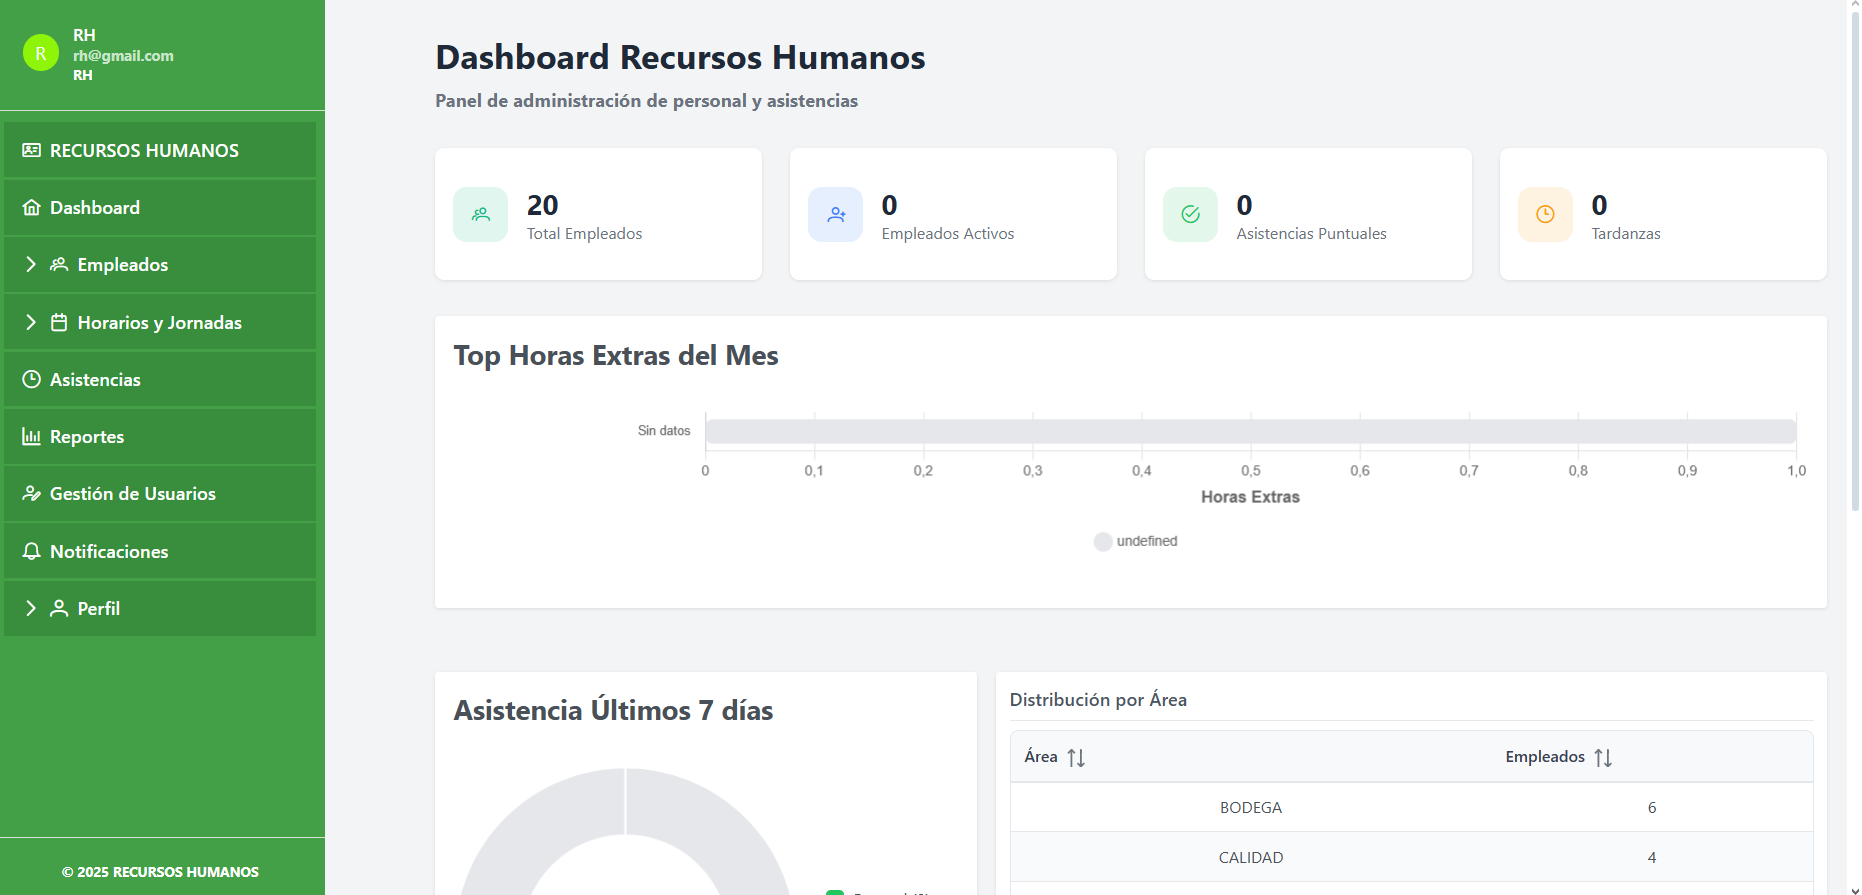 R
RH
rh@gmail.com
RH
RECURSOS HUMANOS
Dashboard
Empleados
Horarios y Jornadas
Asistencias
Reportes
Gestión de Usuarios
Notificaciones
Perfil
© 2025 RECURSOS HUMANOS
Dashboard Recursos Humanos
Panel de administración de personal y asistencias
20
Total Empleados
0
Empleados Activos
0
Asistencias Puntuales
0
Tardanzas
Top Horas Extras del Mes
Sin datos
0 0,1 0,2 0,3 0,4 0,5 0,6 0,7 0,8 0,9 1,0
Horas Extras
undefined
Asistencia Últimos 7 días
Distribución por Área
Área Empleados
BODEGA 6
CALIDAD 4